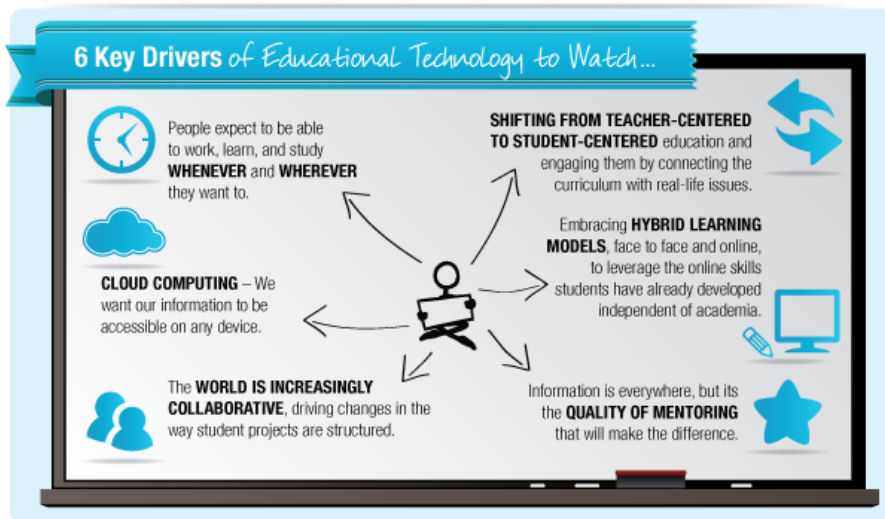 6 Key Drivers of Educational Technology to Watch...
People expect to be able
to work, learn, and study
WHENEVER and WHEREVER
they want to.
CLOUD COMPUTING – We
want our information to be
accessible on any device.
The WORLD IS INCREASINGLY
COLLABORATIVE, driving changes in the
way student projects are structured.
SHIFTING FROM TEACHER-CENTERED
TO STUDENT-CENTERED education and
engaging them by connecting the
curriculum with real-life issues.
Embracing HYBRID LEARNING
MODELS, face to face and online,
to leverage the online skills
students have already developed
independent of academia.
Information is everywhere, but its
the QUALITY OF MENTORING
that will make the difference.